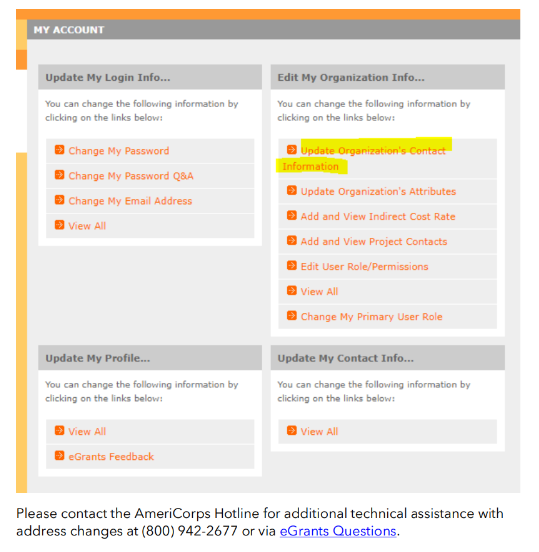 MY ACCOUNT
Update My Login Info...
You can change the following information by
clicking on the links below:
Change My Password
Change My Password Q&A
Change My Email Address
View All
Edit My Organization Info...
You can change the following information by
clicking on the links below:
Update Organization's Contact
Information
Update Organization's Attributes
Add and View Indirect Cost Rate
Add and View Project Contacts
Edit User Role/Permissions
View All
Change My Primary User Role
Update My Profile...
You can change the following information by
clicking on the links below:
View All
eGrants Feedback
Update My Contact Info...
You can change the following information by
clicking on the links below:
View All
Please contact the AmeriCorps Hotline for additional technical assistance with
address changes at (800) 942-2677 or via eGrants Questions.